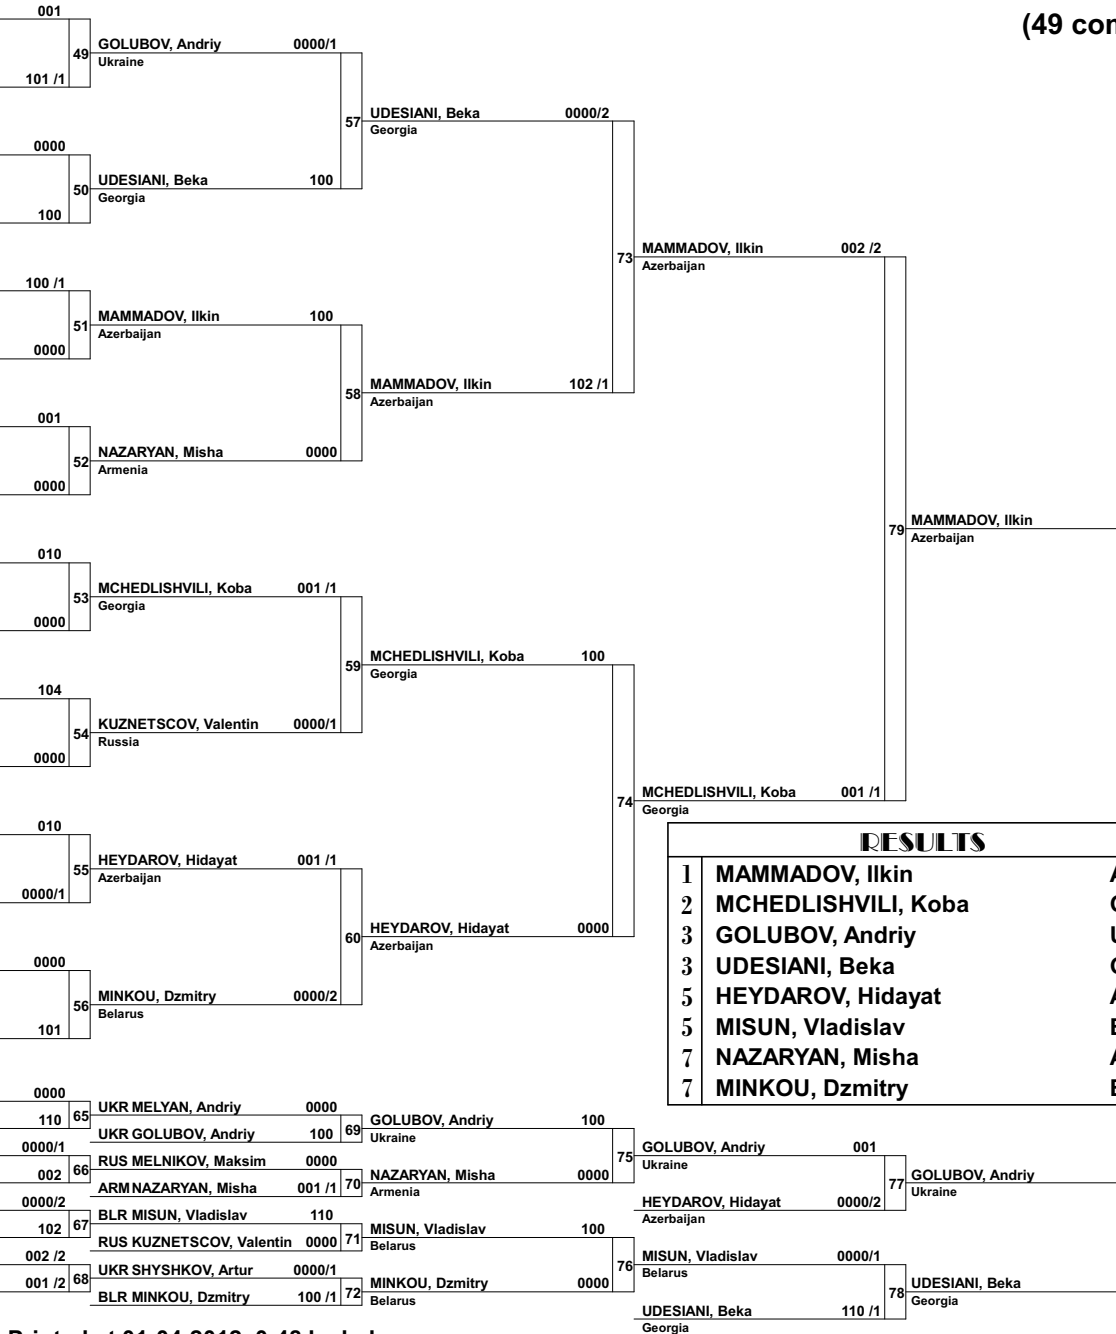 (49 con
001
GOLUBOV, Andriy 0000/1
49
Ukraine
101 /1
UDESIANI, Beka 0000/2
57
Georgia
0000
UDESIANI, Beka 100
50
Georgia
100
MAMMADOV, Ilkin 002 /2
73
Azerbaijan
100 /1
MAMMADOV, Ilkin 100
51
Azerbaijan
0000
MAMMADOV, Ilkin 102 /1
58
Azerbaijan
001
NAZARYAN, Misha 0000
52
Armenia
0000
MAMMADOV, Ilkin
79
Azerbaijan
010
MCHEDLISHVILI, Koba 001 /1
53
Georgia
0000
MCHEDLISHVILI, Koba 100
59
Georgia
104
KUZNETSCOV, Valentin 0000/1
54
Russia
0000
MCHEDLISHVILI, Koba 001 /1
74
Georgia
010
HEYDAROV, Hidayat 001 /1
55
Azerbaijan
0000/1
HEYDAROV, Hidayat 0000
60
Azerbaijan
0000
MINKOU, Dzmitry 0000/2
56
Belarus
101
RESULTS
1 MAMMADOV, Ilkin
2 MCHEDLISHVILI, Koba
3 GOLUBOV, Andriy
3 UDESIANI, Beka
5 HEYDAROV, Hidayat
5 MISUN, Vladislav
7 NAZARYAN, Misha
7 MINKOU, Dzmitry
0000
UKR MELYAN, Andriy 0000
110 65
UKR GOLUBOV, Andriy 100 69
GOLUBOV, Andriy 100
Ukraine
0000/1
RUS MELNIKOV, Maksim 0000
002 66
ARM NAZARYAN, Misha 001 /1 70
NAZARYAN, Misha 0000
Armenia
75
GOLUBOV, Andriy 001
Ukraine
0000/2
BLR MISUN, Vladislav 110
102 67
RUS KUZNETSCOV, Valentin 0000 71
MISUN, Vladislav 100
Belarus
HEYDAROV, Hidayat 0000/2
Azerbaijan
77
GOLUBOV, Andriy
Ukraine
002 /2
UKR SHYSHKOV, Artur 0000/1
001 /2 68
BLR MINKOU, Dzmitry 100 /1 72
MINKOU, Dzmitry 0000
Belarus
76
MISUN, Vladislav 0000/1
Belarus
UDESIANI, Beka 110 /1
Georgia
78
UDESIANI, Beka
Georgia